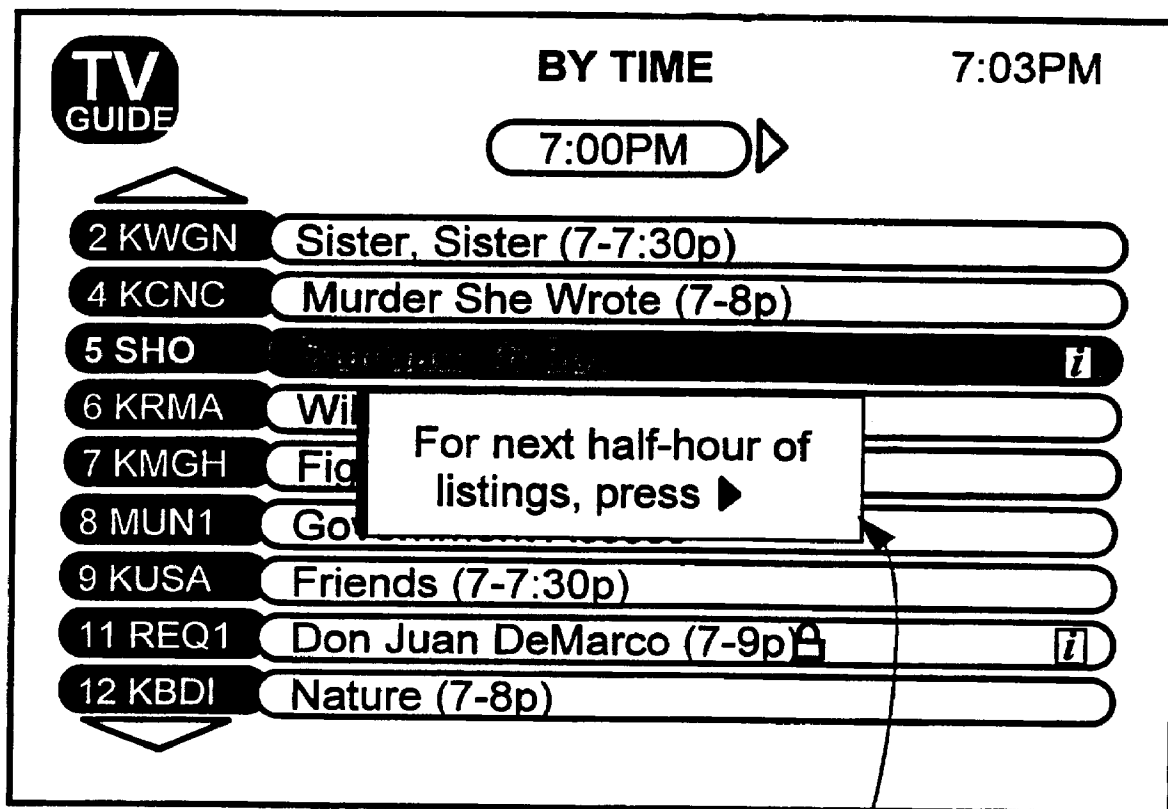 TV
GUIDE
BY TIME
7:03PM
7:00PM
2 KWGN Sister, Sister (7-7:30p)
4 KCNC Murder She Wrote (7-8p)
5 SHO i
6 KRMA Wil
7 KMGH Fig
For next half-hour of
listings, press ▶
8 MUN1
9 KUSA Friends (7-7:30p)
11 REQ1 Don Juan DeMarco (7-9p) i
12 KBDI Nature (7-8p)